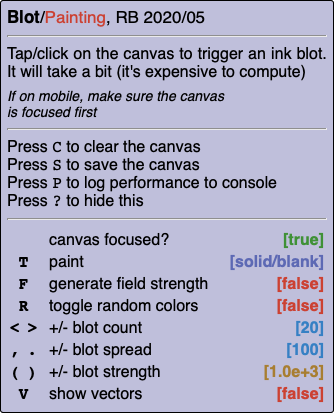 Blot/Painting, RB 2020/05
Tap/click on the canvas to trigger an ink blot.
It will take a bit (it's expensive to compute)
If on mobile, make sure the canvas
is focused first
Press C to clear the canvas
Press S to save the canvas
Press P to log performance to console
Press ? to hide this
canvas focused? [true]
T paint [solid/blank]
F generate field strength [false]
R toggle random colors [false]
< > +/- blot count [20]
, . +/- blot spread [100]
( ) +/- blot strength [1.0e+3]
V show vectors [false]